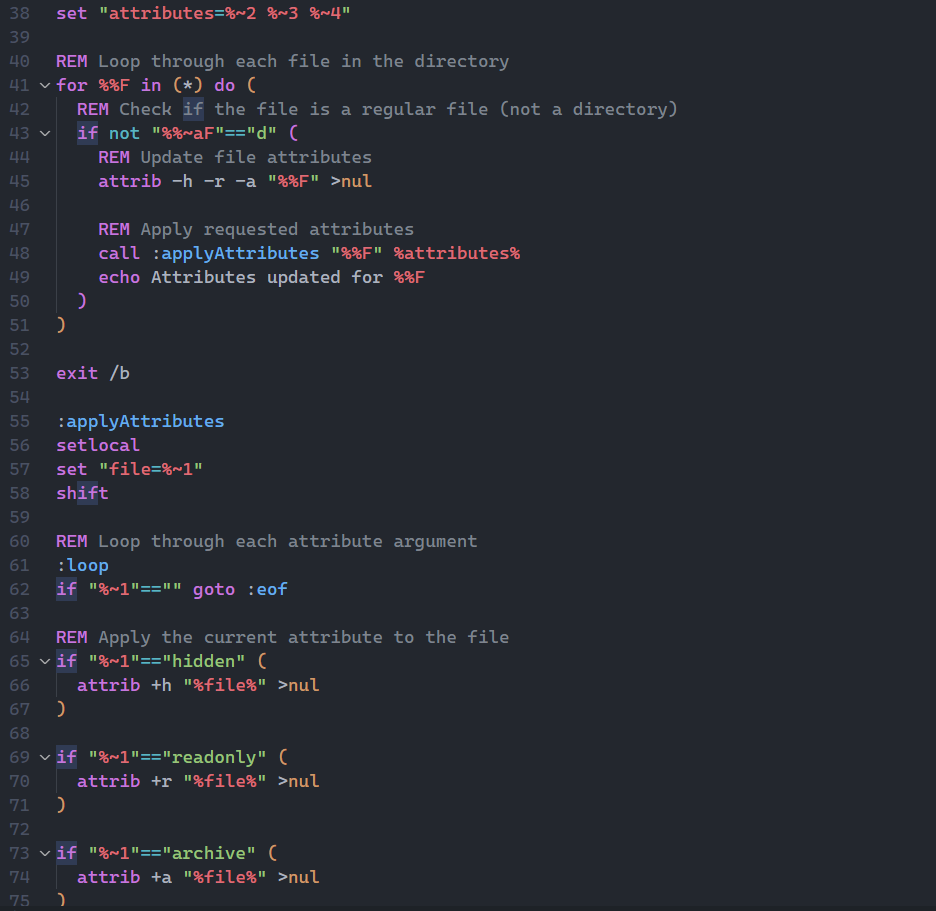 38 set "attributes=%~2 %~3 %~4"
39
40 REM Loop through each file in the directory
41 for %%F in (*) do (
42   REM Check if the file is a regular file (not a directory)
43   if not "%%~aF"=="d" (
44     REM Update file attributes
45     attrib -h -r -a "%%F" >nul
46
47     REM Apply requested attributes
48     call :applyAttributes "%%F" %attributes%
49     echo Attributes updated for %%F
50   )
51 )
52
53 exit /b
54
55 :applyAttributes
56 setlocal
57 set "file=%~1"
58 shift
59
60 REM Loop through each attribute argument
61 :loop
62 if "%~1"=="" goto :eof
63
64 REM Apply the current attribute to the file
65 if "%~1"=="hidden" (
66   attrib +h "%file%" >nul
67 )
68
69 if "%~1"=="readonly" (
70   attrib +r "%file%" >nul
71 )
72
73 if "%~1"=="archive" (
74   attrib +a "%file%" >nul
75 )